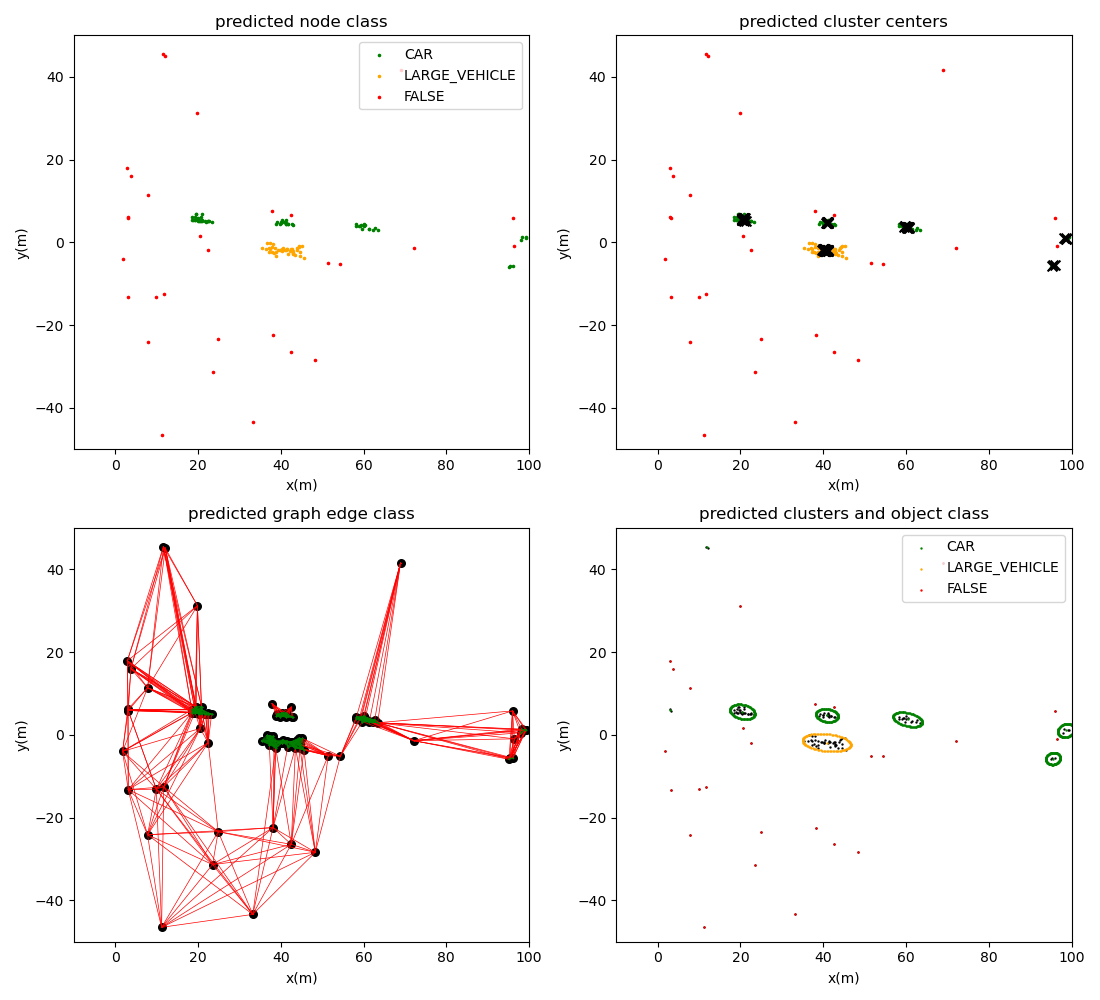 predicted node class
CAR
LARGE_VEHICLE
FALSE
40
20
0
−20
−40
y(m)
0 20 40 60 80 100
x(m)
predicted cluster centers
40
20
0
−20
−40
y(m)
0 20 40 60 80 100
x(m)
predicted graph edge class
40
20
0
−20
−40
y(m)
0 20 40 60 80 100
x(m)
predicted clusters and object class
CAR
LARGE_VEHICLE
FALSE
40
20
0
−20
−40
y(m)
0 20 40 60 80 100
x(m)